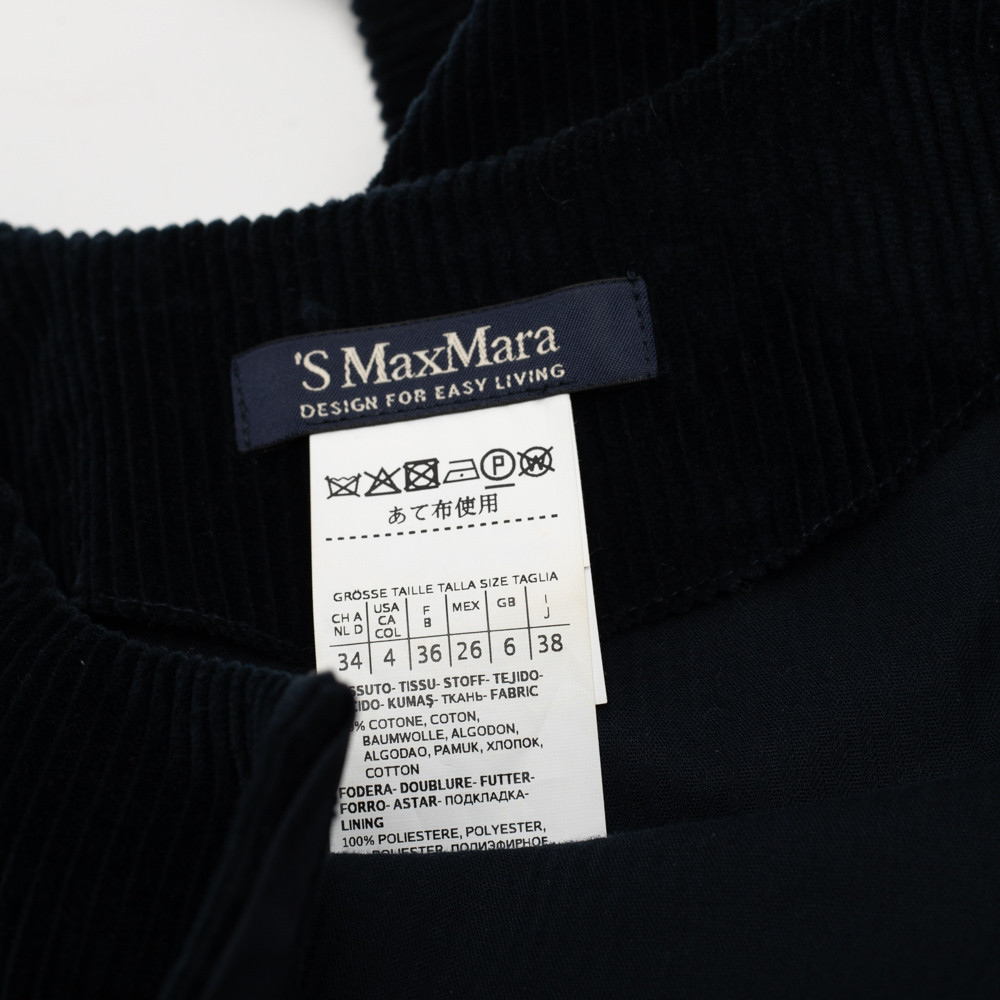 'S MaxMara
DESIGN FOR EASY LIVING
P W
あて布使用
GRÖSSE TAILLE TALLA SIZE TAGLIA
CH A NL D USA CA COL F B MEX GB I J
34 4 36 26 6 38
TISSU- STOFF- TEJIDO-
KUMAŞ- ТКАНЬ- FABRIC
% COTONE, COTON,
BAUMWOLLE, ALGODON,
ALGODAO, PAMUK, ХЛОПОК,
COTTON
FODERA- DOUBLURE- FUTTER-
FORRO- ASTAR- ПОДКЛАДКА-
LINING
100% POLIESTERE, POLYESTER,
POLIESTER, ПОЛИЭФИРНОЕ